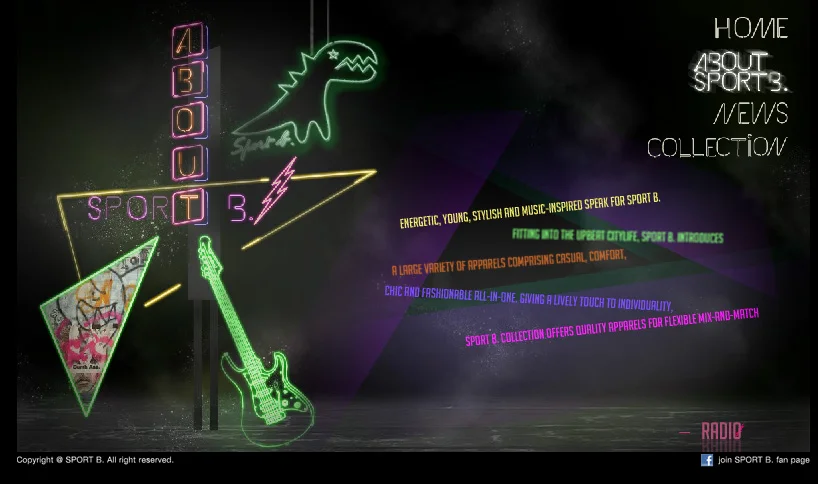 HOME
ABOUT
SPORT B.
NEWS
COLLECTION
ABOUT
Sport b.
SPORT B.
ENERGETIC, YOUNG, STYLISH AND MUSIC-INSPIRED SPEAK FOR SPORT B.
FITTING INTO THE UPBEAT CITYLIFE, SPORT B. INTRODUCES
A LARGE VARIETY OF APPARELS COMPRISING CASUAL, COMFORT,
CHIC AND FASHIONABLE ALL-IN-ONE. GIVING A LIVELY TOUCH TO INDIVIDUALITY,
SPORT B. COLLECTION OFFERS QUALITY APPARELS FOR FLEXIBLE MIX-AND-MATCH
Dumb Ass.
RADIO
Copyright @ SPORT B. All right reserved.
f join SPORT B. fan page